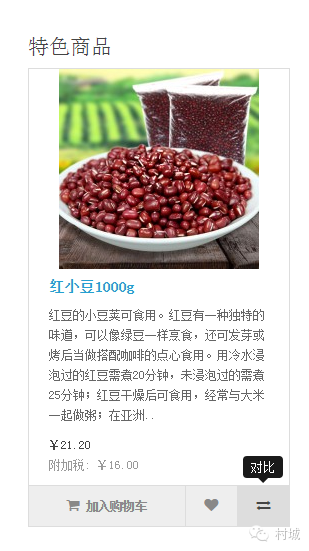 特色商品
红小豆1000g
红豆的小豆荚可食用。红豆有一种独特的
味道，可以像绿豆一样烹食，还可发芽或
烤后当做搭配咖啡的点心食用。用冷水浸
泡过的红豆需煮20分钟，未浸泡过的需煮
25分钟；红豆干爆后可食用，经常与大米
一起做粥；在亚洲..
￥21.20
附加税: ￥16.00
对比
加入购物车
村城